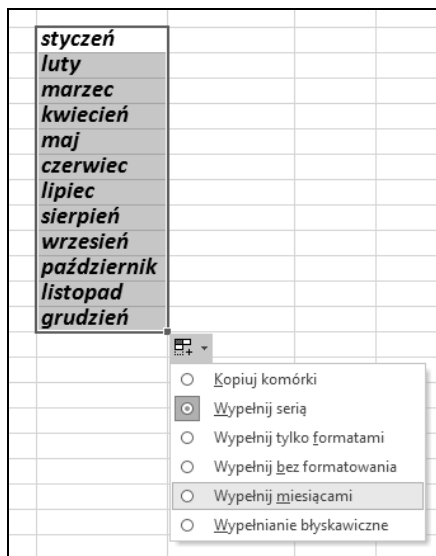 styczeń
luty
marzec
kwiecień
maj
czerwiec
lipiec
sierpień
wrzesień
październik
listopad
grudzień
Kopiuj komórki
Wypełnij serią
Wypełnij tylko formatami
Wypełnij bez formatowania
Wypełnij miesiącami
Wypełnianie błyskawiczne